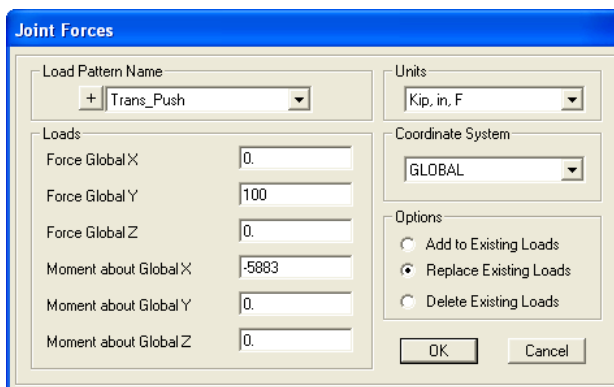 Joint Forces
Load Pattern Name
+ Trans_Push
Units
Kip, in, F
Loads
Force Global X 0.
Force Global Y 100
Force Global Z 0.
Moment about Global X -5883
Moment about Global Y 0.
Moment about Global Z 0.
Coordinate System
GLOBAL
Options
Add to Existing Loads
Replace Existing Loads
Delete Existing Loads
OK Cancel